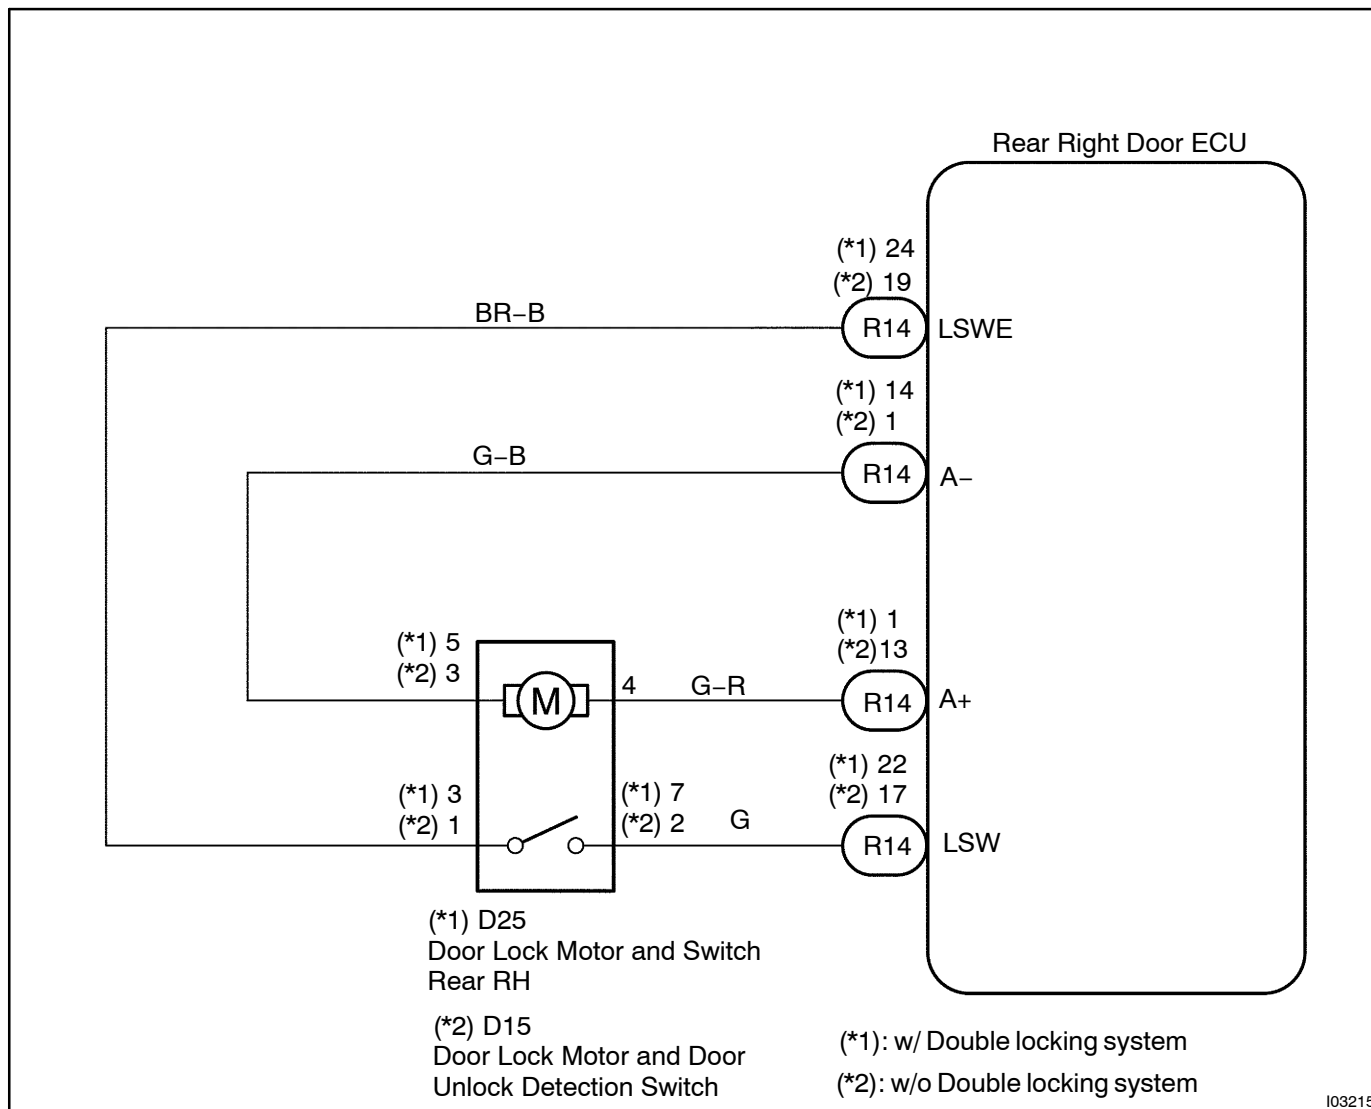 Rear Right Door ECU
(*1) 24
(*2) 19
BR−B
R14
LSWE
(*1) 14
(*2) 1
G−B
R14
A−
(*1) 1
(*2)13
(*1) 5
(*2) 3
M
4
G−R
R14
A+
(*1) 22
(*2) 17
(*1) 3
(*2) 1
(*1) 7
(*2) 2
G
R14
LSW
(*1) D25
Door Lock Motor and Switch
Rear RH
(*2) D15
Door Lock Motor and Door
Unlock Detection Switch
(*1): w/ Double locking system
(*2): w/o Double locking system
I03215